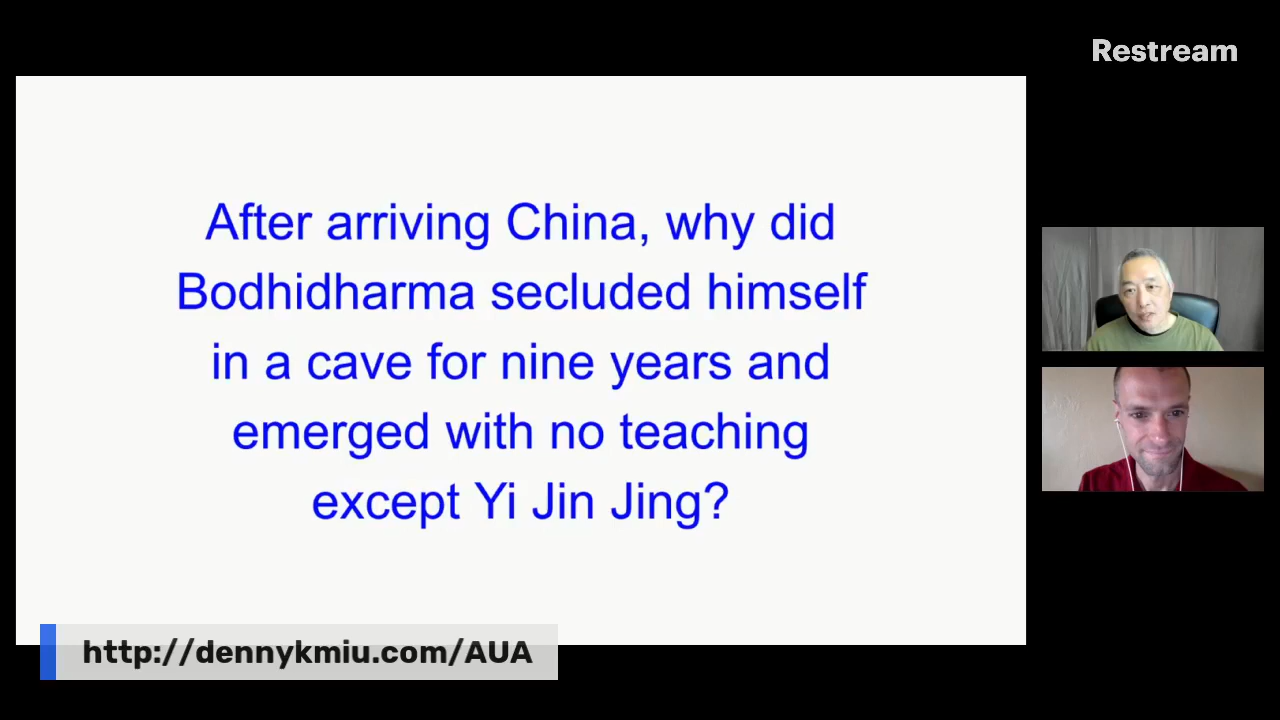 Restream
After arriving China, why did
Bodhidharma secluded himself
in a cave for nine years and
emerged with no teaching
except Yi Jin Jing?
http://dennykmiu.com/AUA